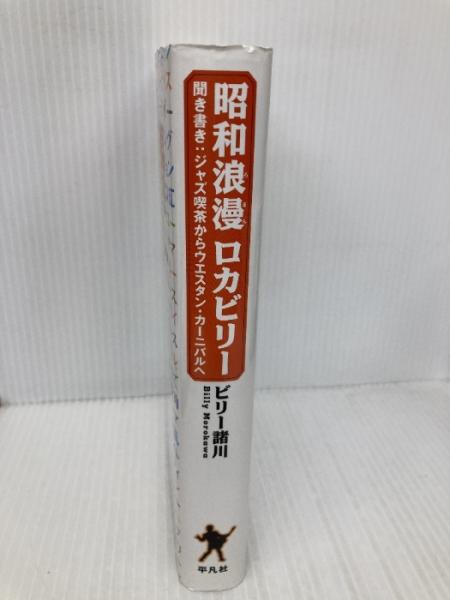 昭和浪漫ロカビリー
聞き書き：ジャズ喫茶からウエスタン・カーニバルへ
ビリー諸川
Billy Morokawa
平凡社